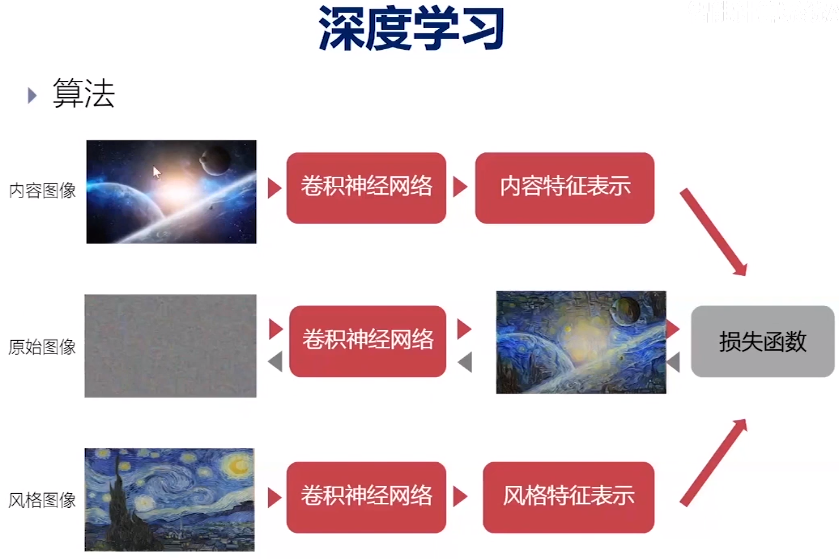 深度学习
算法
内容图像
卷积神经网络
内容特征表示
原始图像
卷积神经网络
损失函数
风格图像
卷积神经网络
风格特征表示